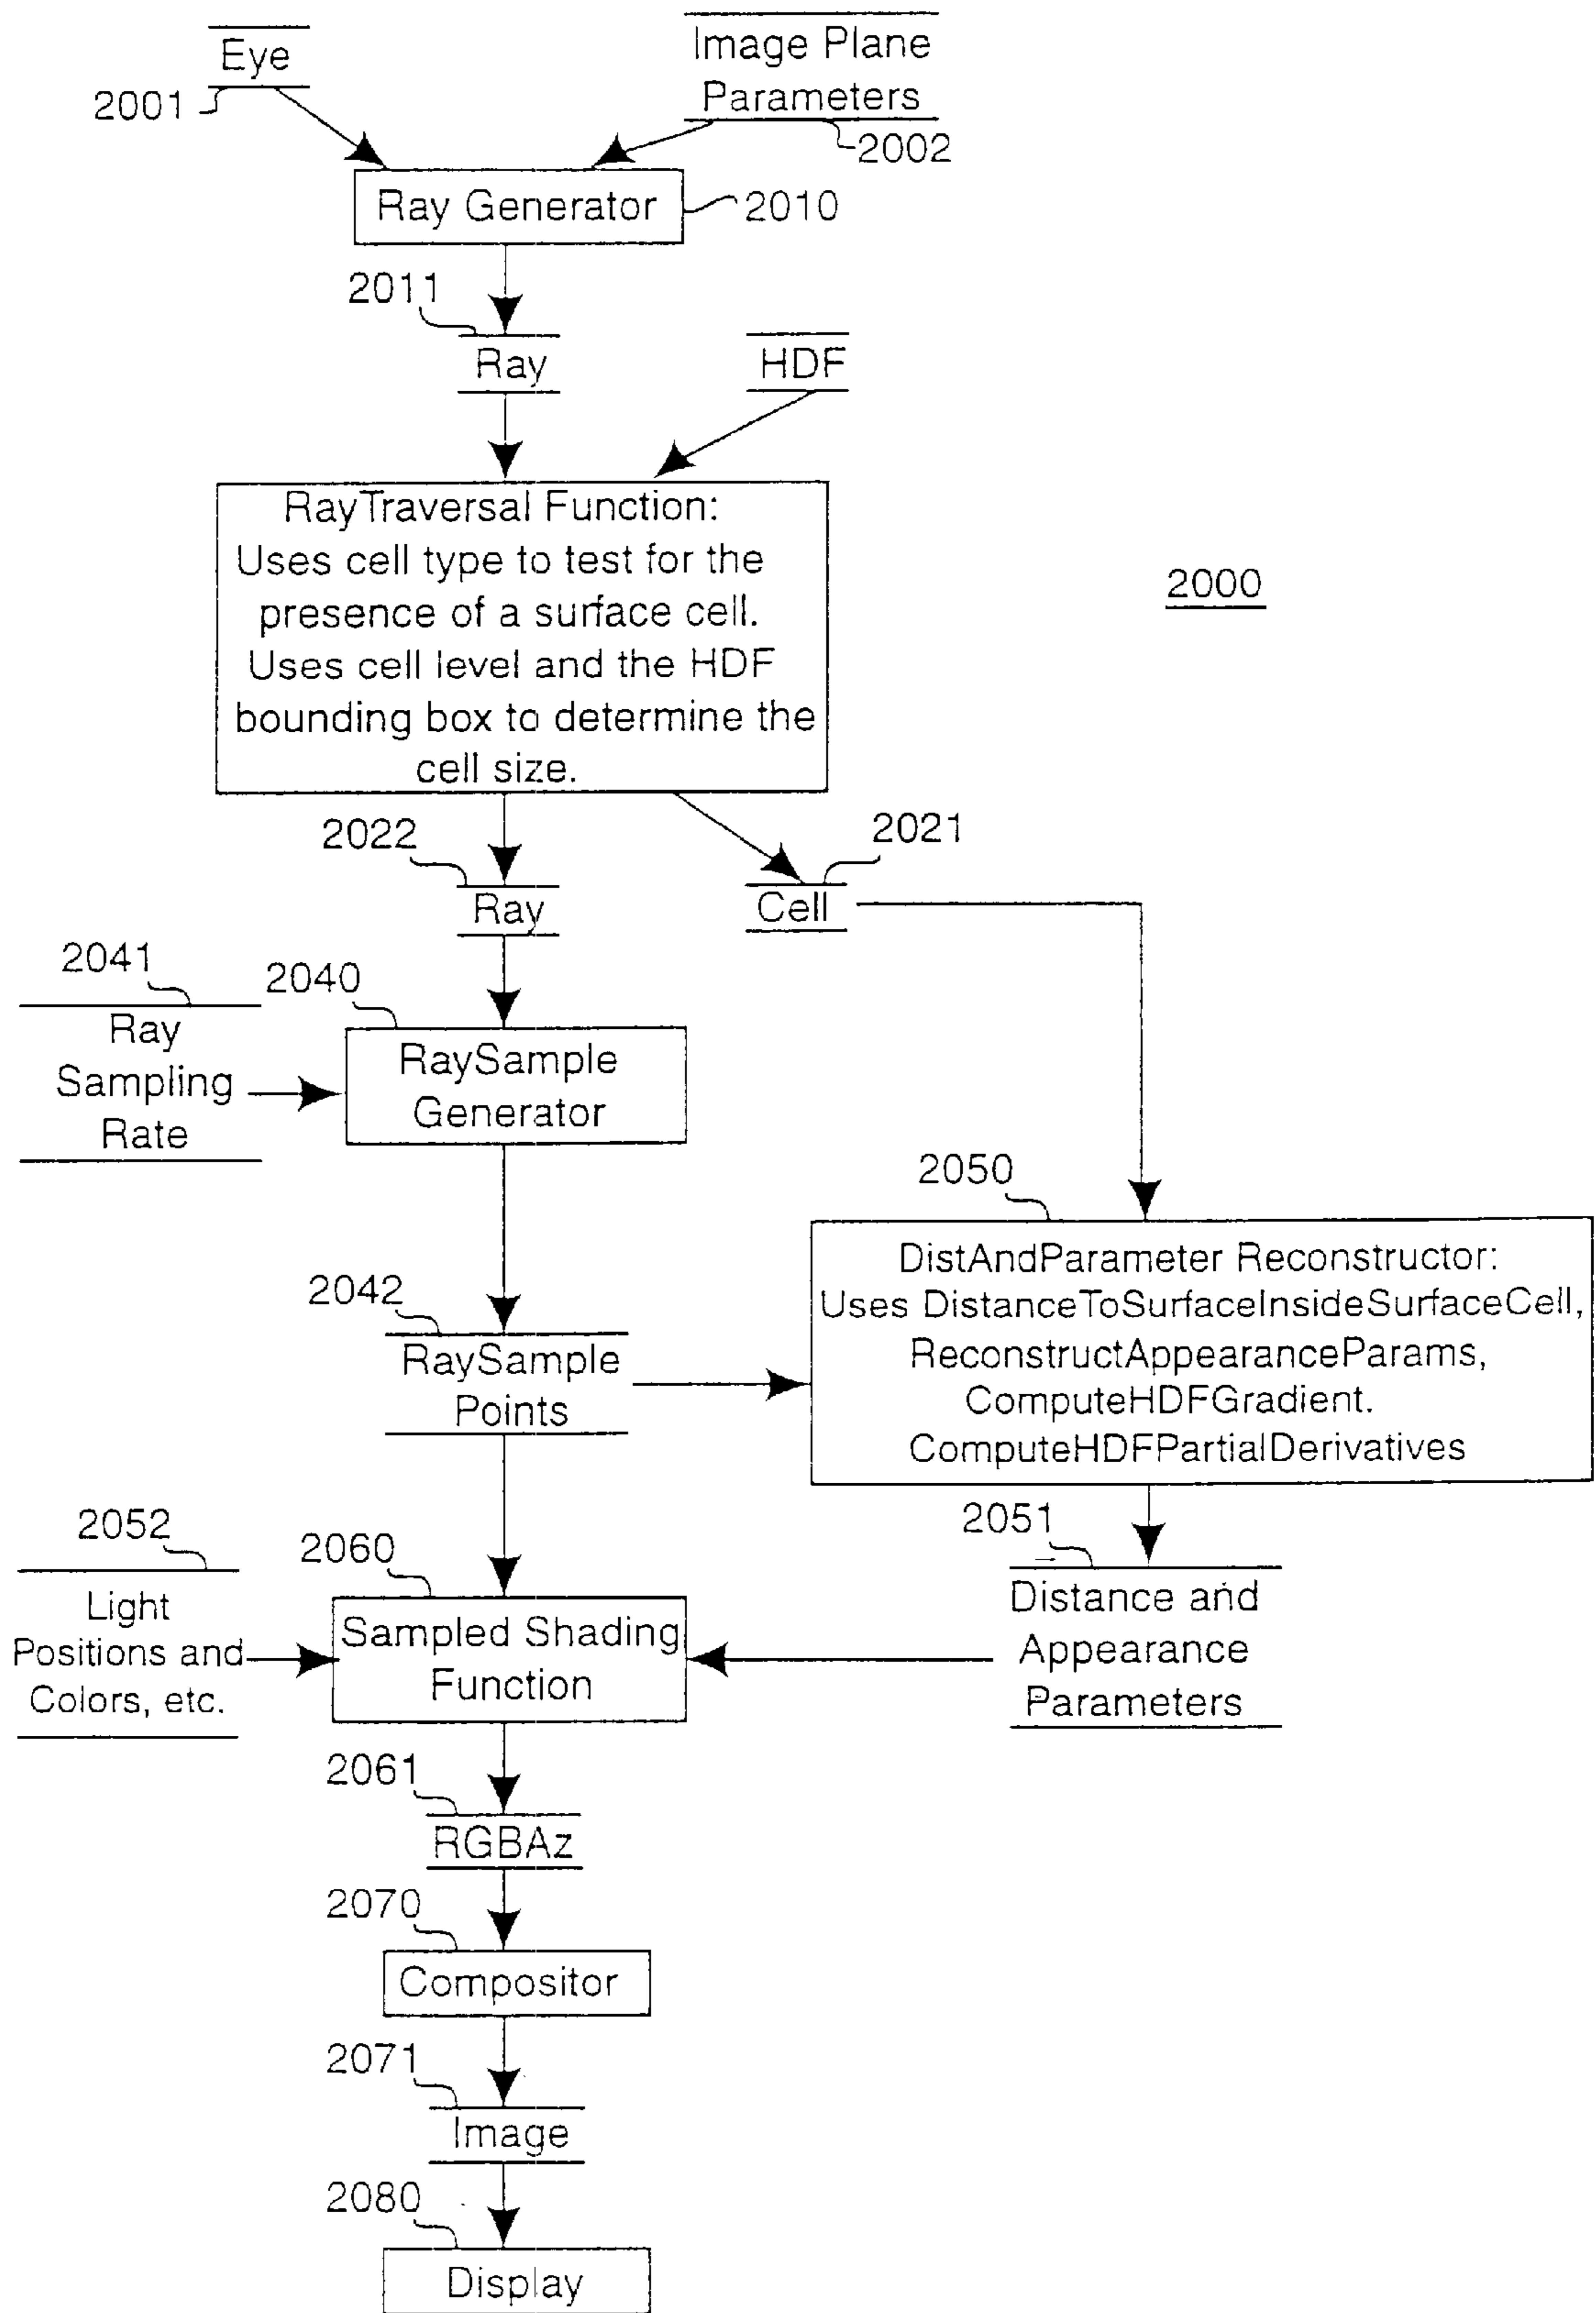 Eye
2001
Image Plane
Parameters
2002
Ray Generator
2010
2011
Ray
HDF
RayTraversal Function:
Uses cell type to test for the
presence of a surface cell.
Uses cell level and the HDF
bounding box to determine the
cell size.
2000
2022
Ray
2021
Cell
2041
Ray
Sampling
Rate
2040
RaySample
Generator
2050
DistAndParameter Reconstructor:
Uses DistanceToSurfaceInsideSurfaceCell,
ReconstructAppearanceParams,
ComputeHDFGradient.
ComputeHDFPartialDerivatives
2042
RaySample
Points
2052
Light
Positions and
Colors, etc.
2060
Sampled Shading
Function
2051
Distance and
Appearance
Parameters
2061
RGBAz
2070
Compositor
2071
Image
2080
Display